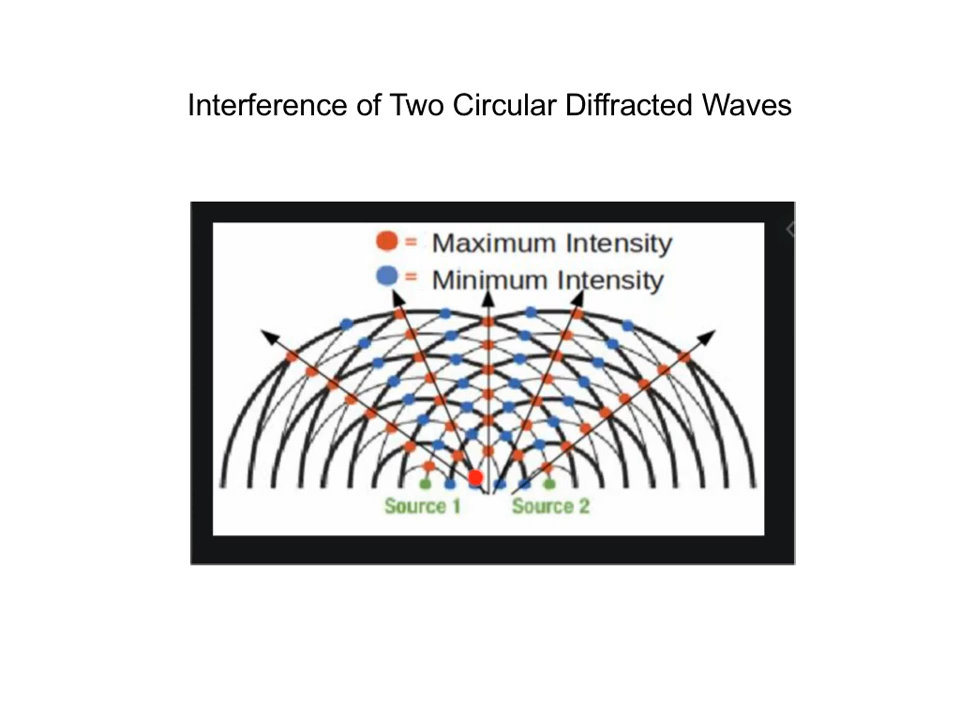 Interference of Two Circular Diffracted Waves
= Maximum Intensity
= Minimum Intensity
Source 1 Source 2